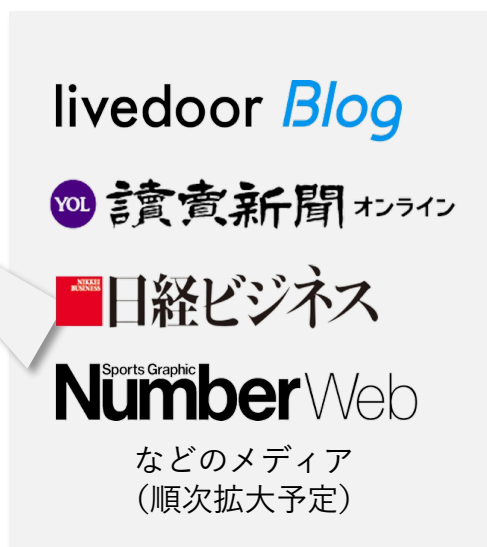 livedoor Blog
YOL 讀賣新聞 オンライン
NIKKEI
BUSINESS
日経ビジネス
Sports Graphic
Number Web
などのメディア
（順次拡大予定）